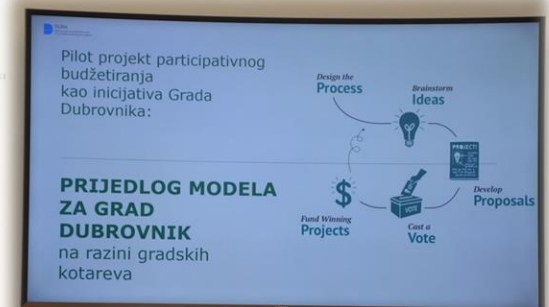 Pilot projekt participativnog
budžetiranja
kao inicijativa Grada
Dubrovnika:
PRIJEDLOG MODELA
ZA GRAD
DUBROVNIK
na razini gradskih
kotareva
Design the
Process
Brainstorm
Ideas
PROJECT!
Develop
Proposals
VOTE
Cast a
Vote
$
Fund Winning
Projects